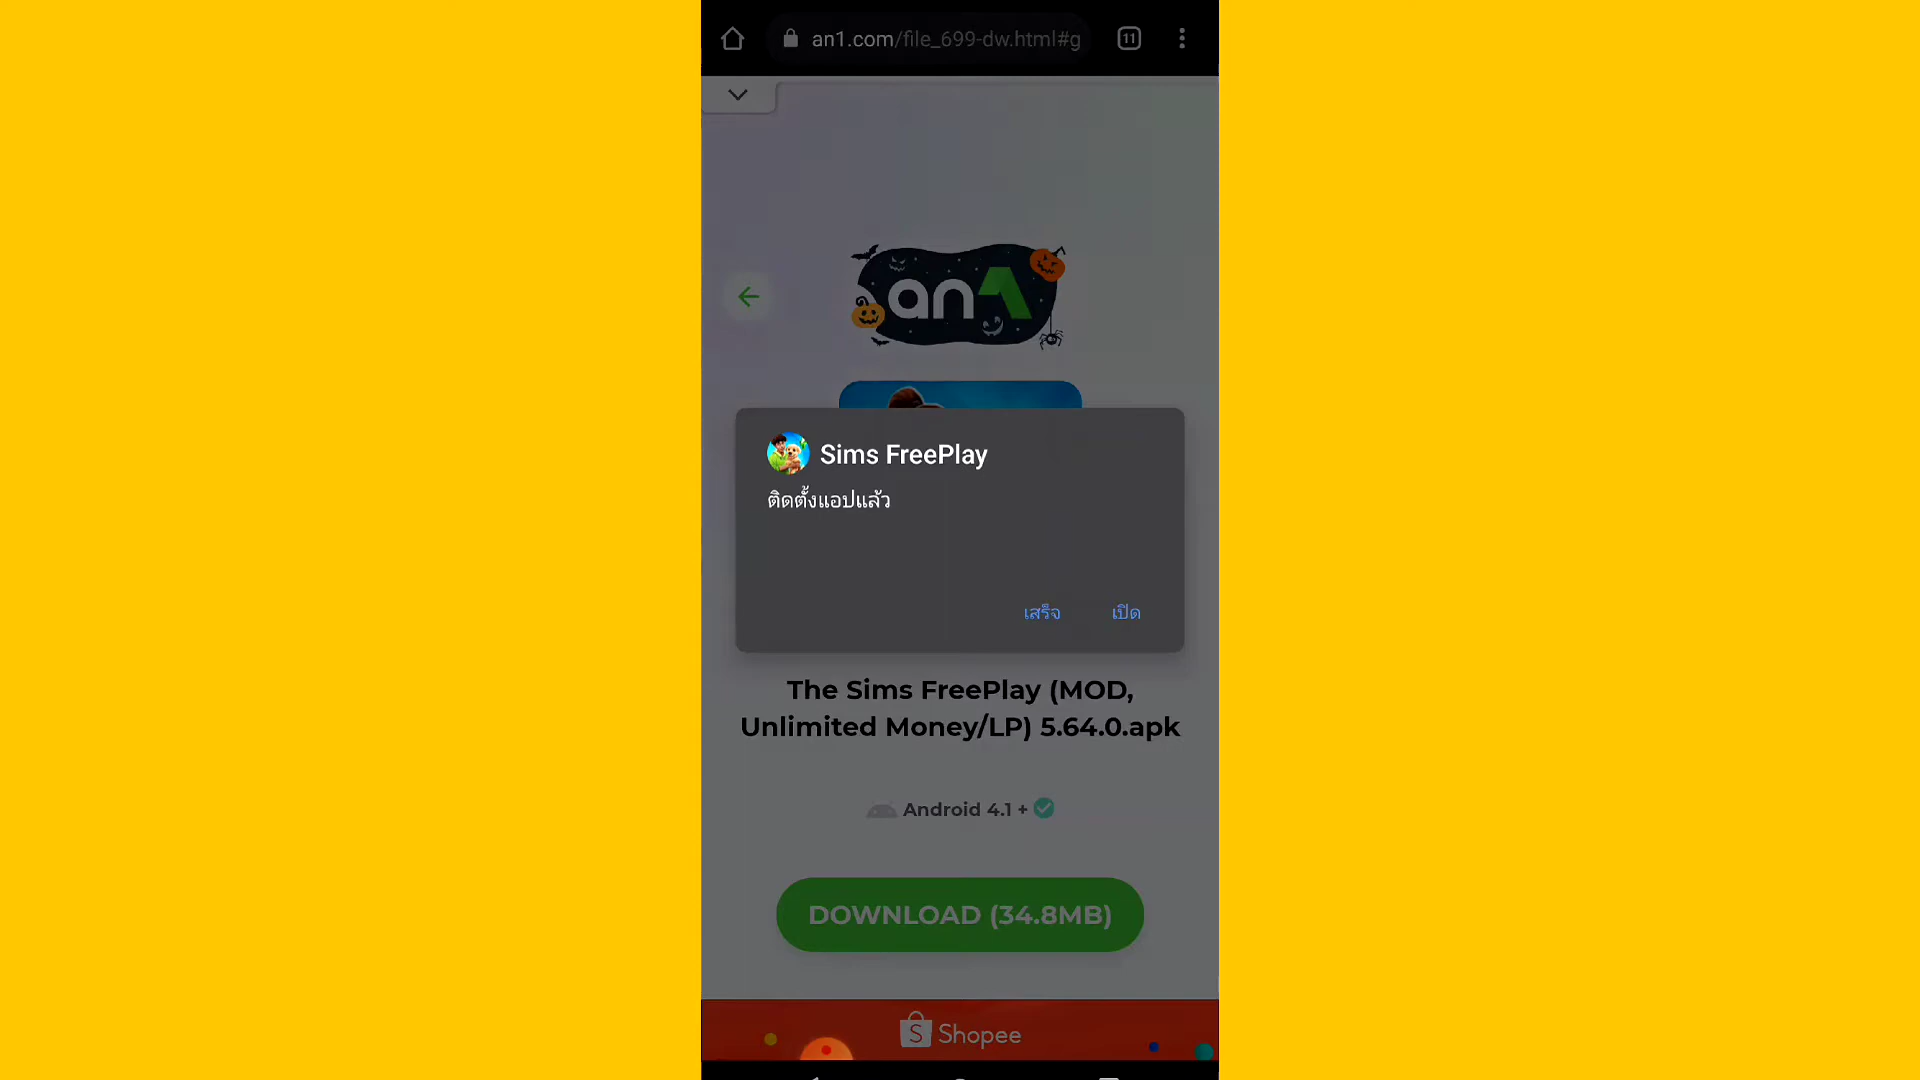 an1.com/file_699-dw.html#g
11
an1
Sims FreePlay
ติดตั้งแอปแล้ว
เสร็จ
เปิด
The Sims FreePlay (MOD,
Unlimited Money/LP) 5.64.0.apk
Android 4.1 +
DOWNLOAD (34.8MB)
S Shopee